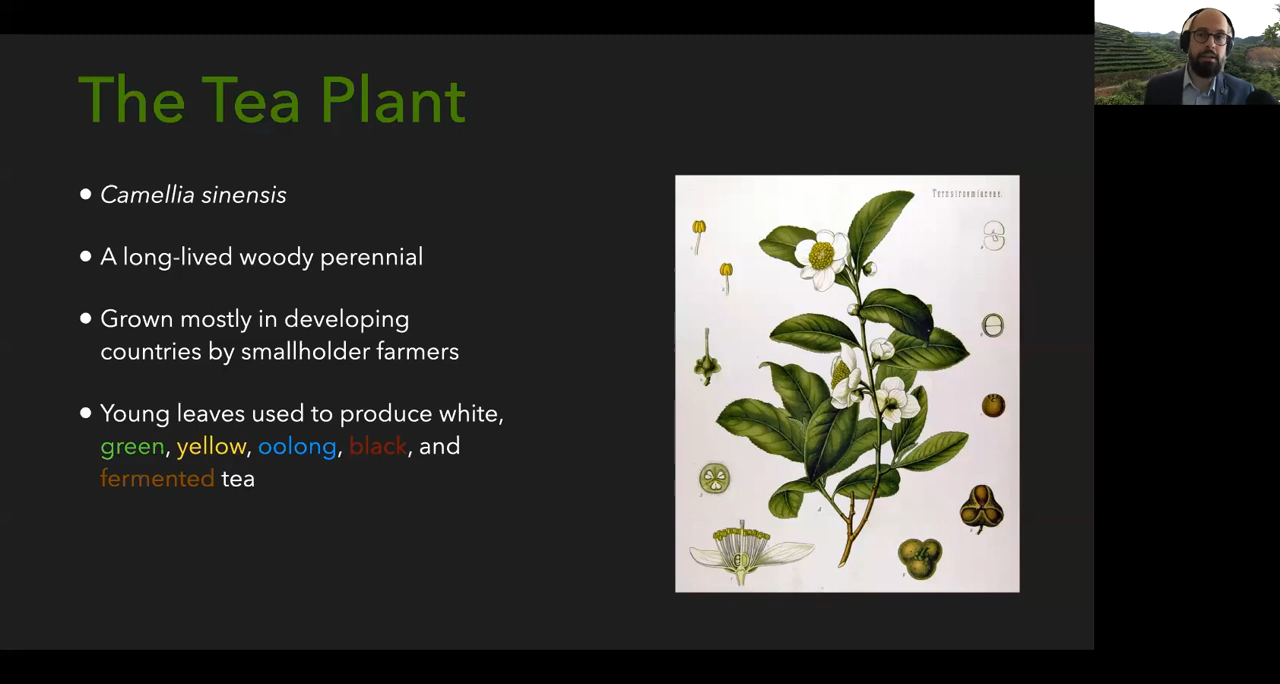 The Tea Plant
Camellia sinensis
A long-lived woody perennial
Grown mostly in developing
countries by smallholder farmers
Young leaves used to produce white,
green, yellow, oolong, black, and
fermented tea
Ternstroemiaceae.